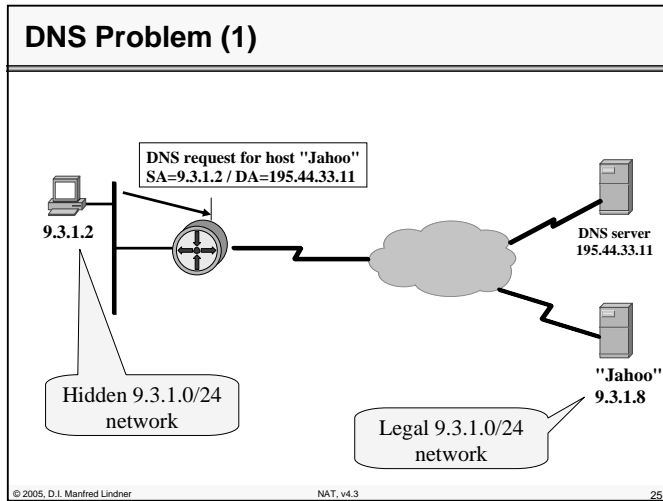 DNS Problem (1)
DNS request for host "Jahoo"
SA=9.3.1.2 / DA=195.44.33.11
9.3.1.2
DNS server
195.44.33.11
"Jahoo"
9.3.1.8
Hidden 9.3.1.0/24
network
Legal 9.3.1.0/24
network
© 2005, D.I. Manfred Lindner
NAT, v4.3
25